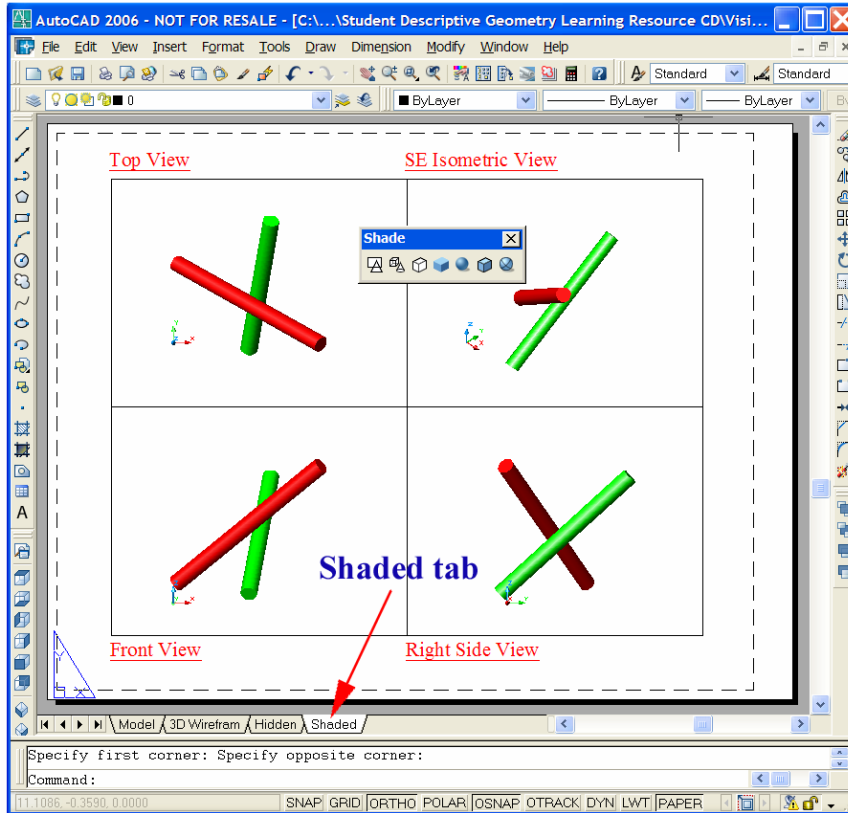 AutoCAD 2006 - NOT FOR RESALE - [C:\...\Student Descriptive Geometry Learning Resource CD\Visi...
File Edit View Insert Format Tools Draw Dimension Modify Window Help
Standard Standard
0 ByLayer ByLayer ByLayer By
Top View SE Isometric View
Shade
Shaded tab
Front View Right Side View
Model 3D Wirefram Hidden Shaded
Specify first corner: Specify opposite corner:
Command:
11.1086, -0.3590, 0.0000 SNAP GRID ORTHO POLAR OSNAP OTRACK DYN LWT PAPER